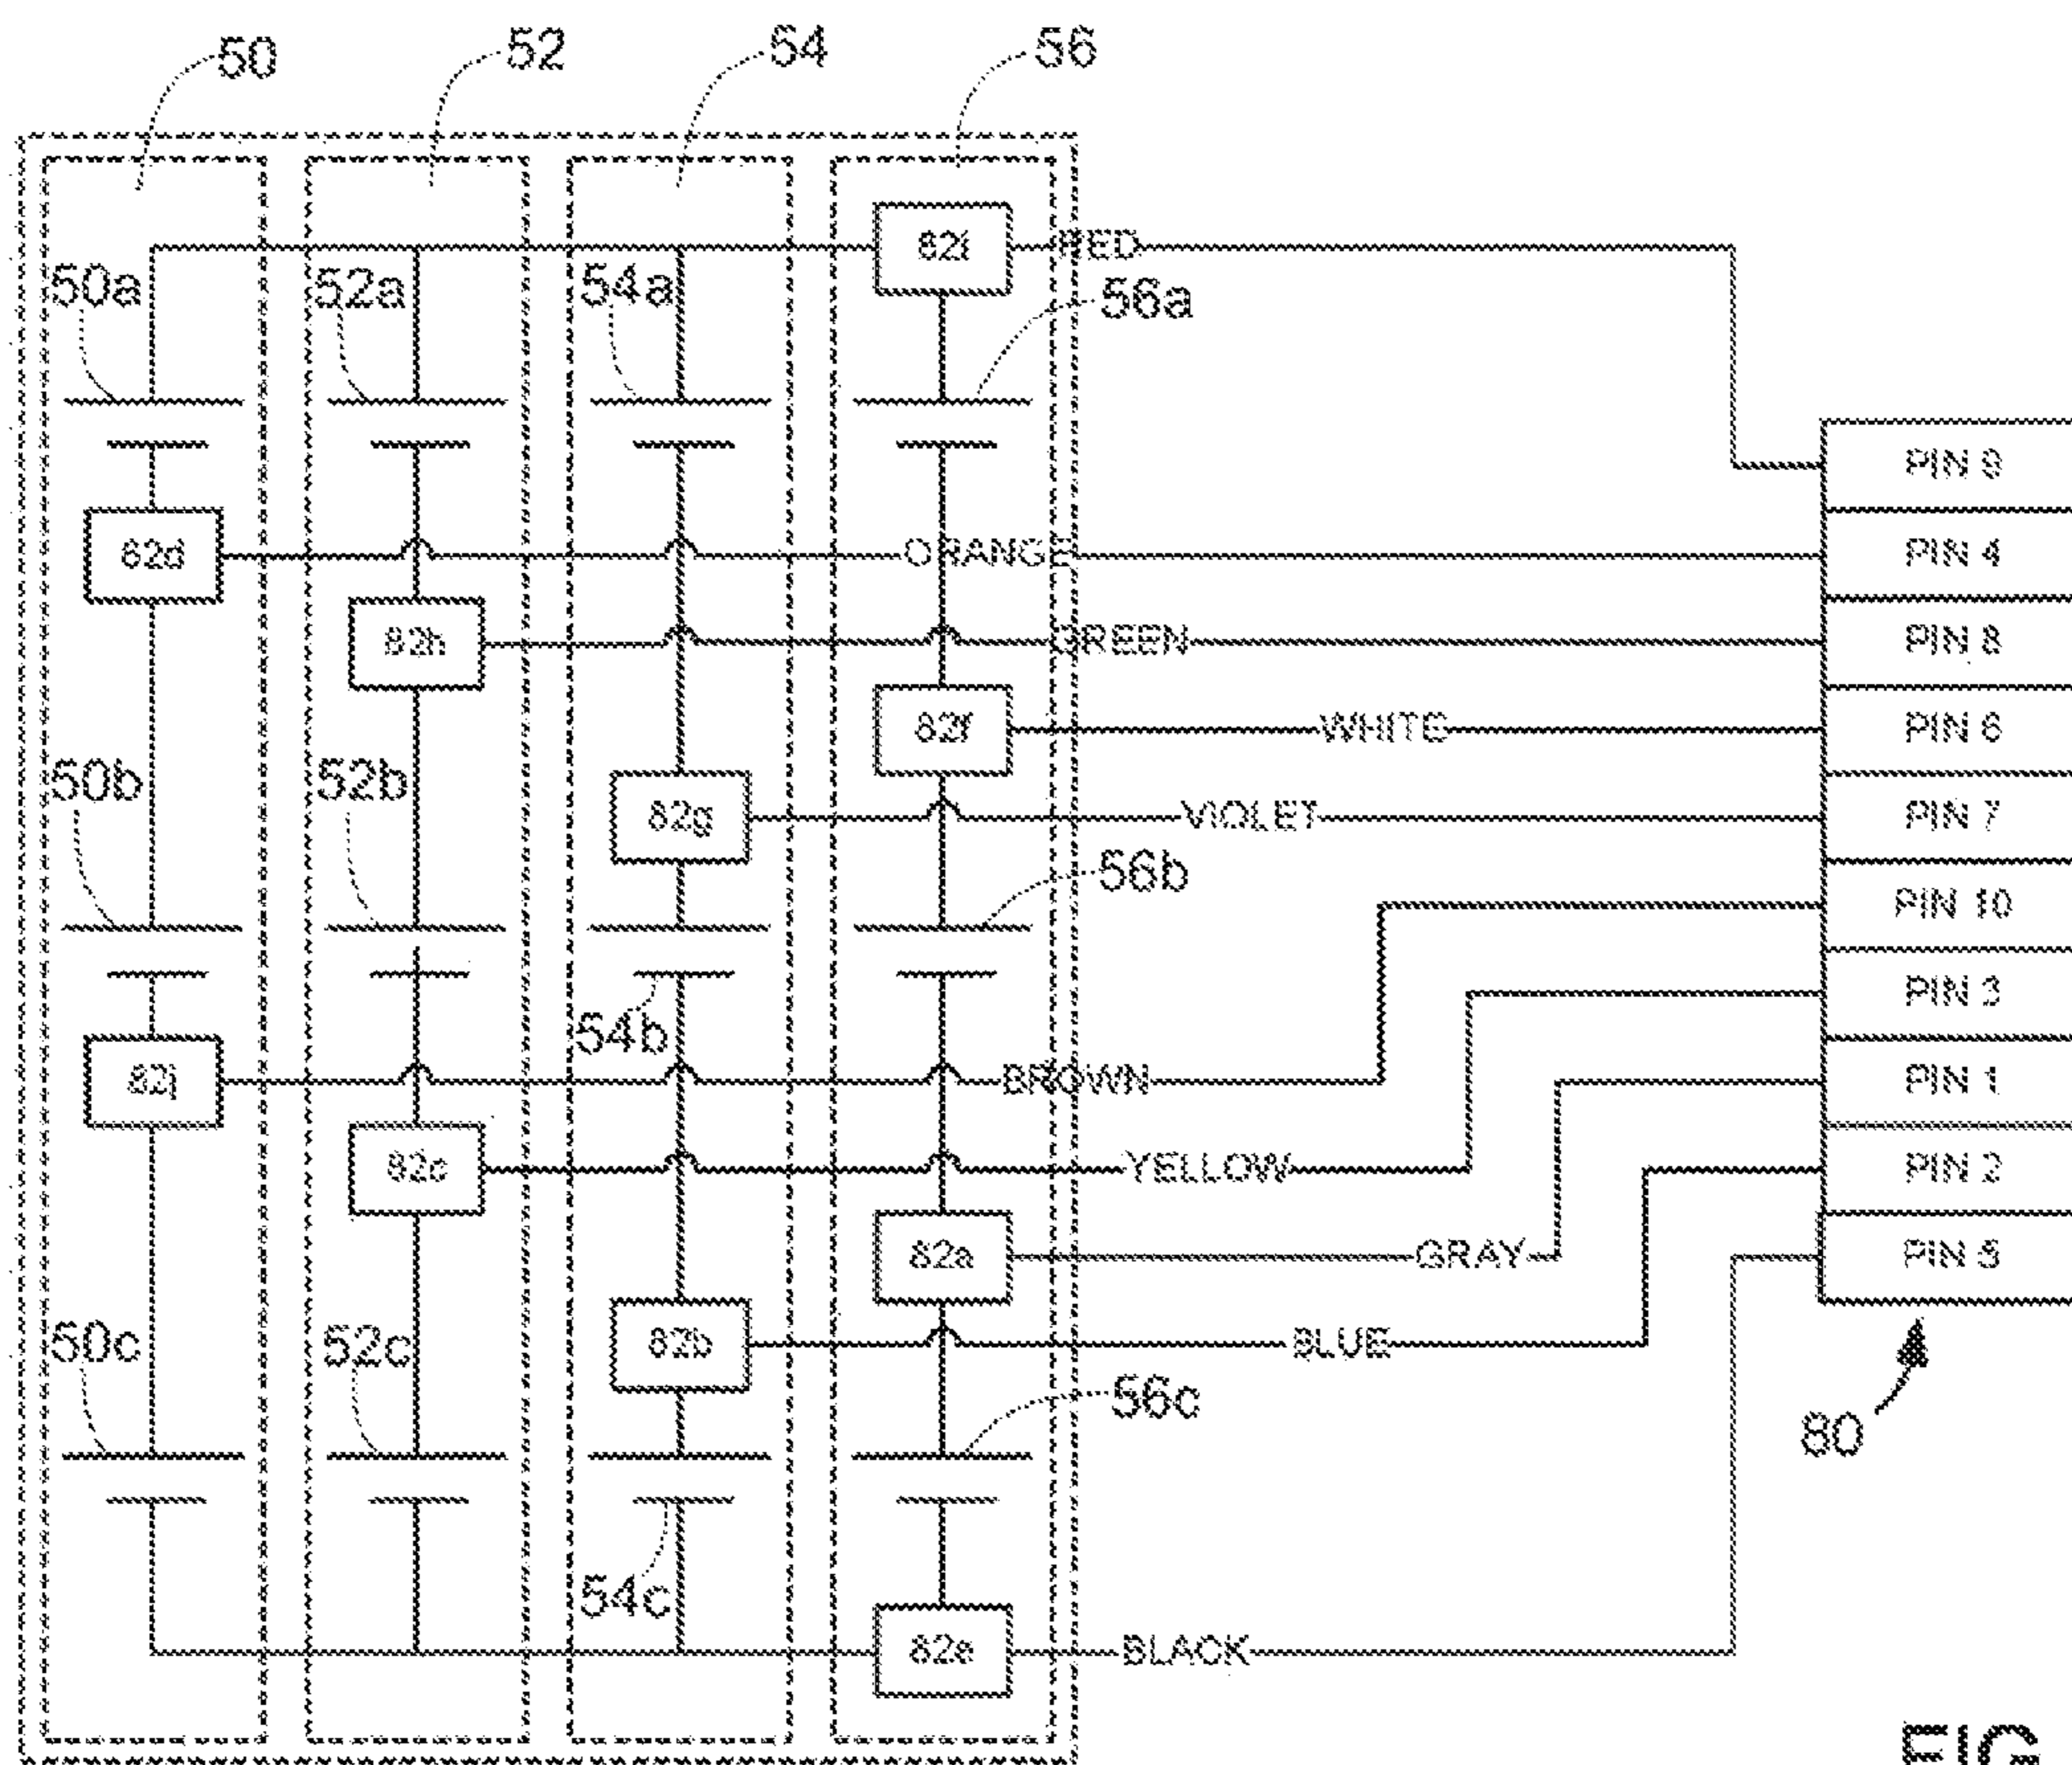 50 52 54 56
82i RED
50a 52a 54a 56a
PIN 9
82d ORANGE PIN 4
82h GREEN PIN 8
82f WHITE PIN 6
50b 52b
82g VIOLET PIN 7
56b
PIN 10
PIN 3
54b
82j BROWN PIN 1
82c YELLOW PIN 2
82a GRAY PIN 5
50c 52c 82b BLUE
56c
80
54c
82e BLACK
FIG